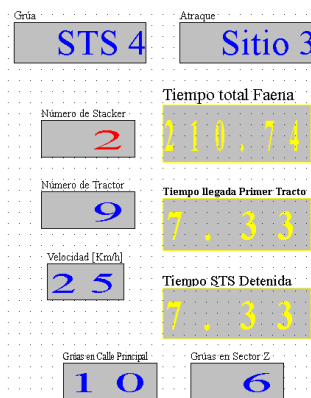 Grúa
Atraque
STS 4
Sitio 3
Tiempo total Faena
Número de Stacker
210.74
2
Número de Tractor
Tiempo llegada Primer Tracto
9
7.33
Velocidad [Km/h]
25
Tiempo STS Detenida
7.33
Grúas en Calle Principal
Grúas en Sector Z
10
6